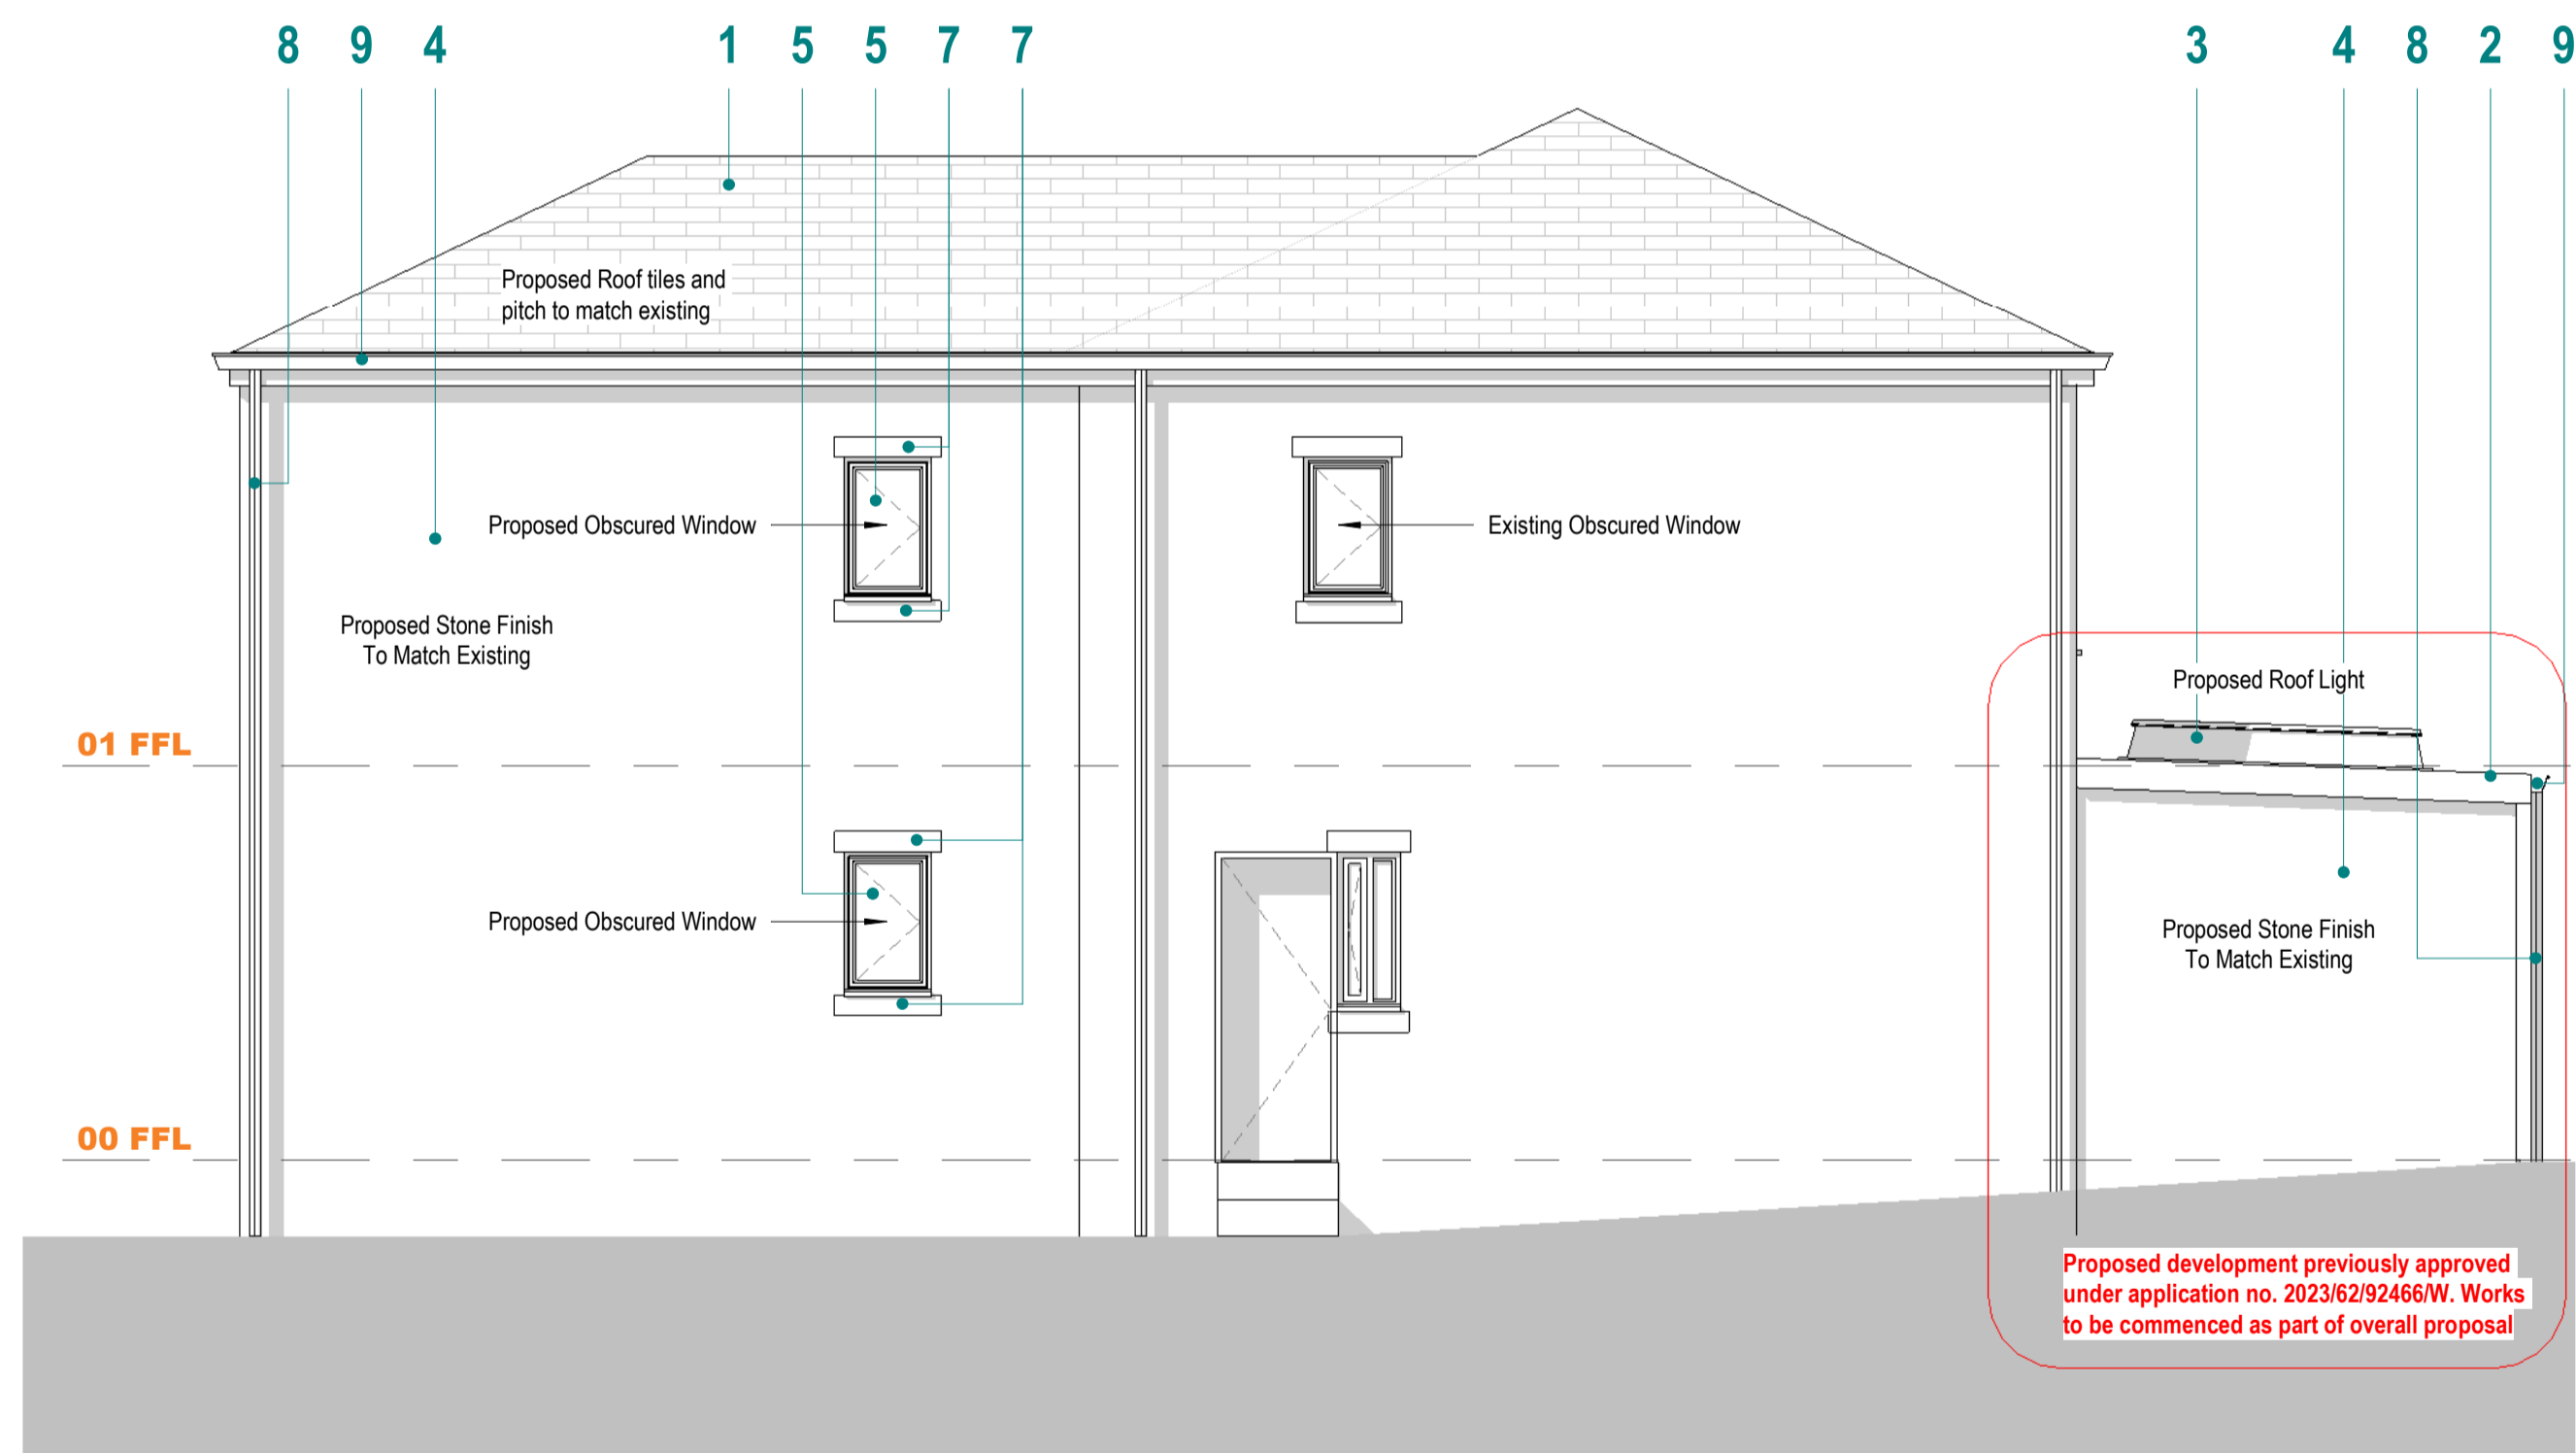 8 9 4 1 5 5 7 7 3 4 8 2 9
Proposed Roof tiles and
pitch to match existing
Proposed Obscured Window
Existing Obscured Window
Proposed Stone Finish
To Match Existing
Proposed Roof Light
01 FFL
Proposed Obscured Window
Proposed Stone Finish
To Match Existing
00 FFL
Proposed development previously approved
under application no. 2023/62/92466/W. Works
to be commenced as part of overall proposal